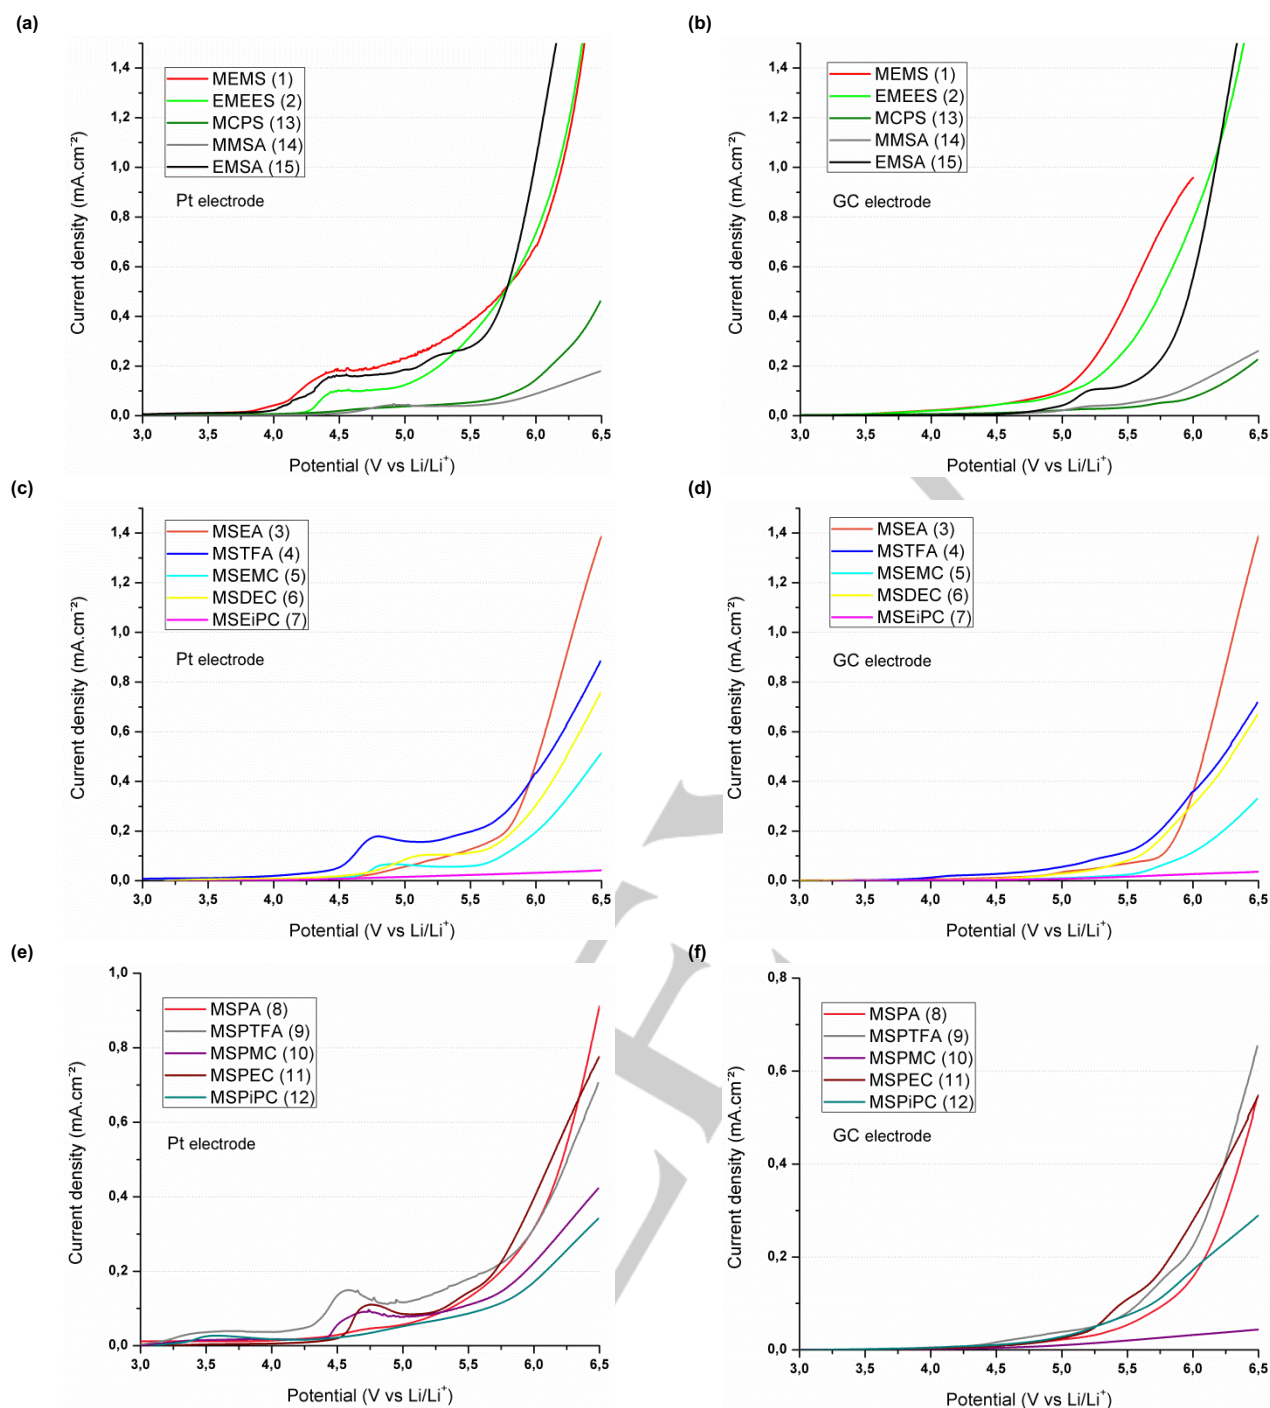 (a)
1,4
1,2
1,0
0,8
0,6
0,4
0,2
0,0
Current density (mA.cm⁻²)
MEMS (1)
EMEES (2)
MCPS (13)
MMSA (14)
EMSA (15)
Pt electrode
3,0 3,5 4,0 4,5 5,0 5,5 6,0 6,5
Potential (V vs Li/Li⁺)
(b)
1,4
1,2
1,0
0,8
0,6
0,4
0,2
0,0
Current density (mA.cm⁻²)
MEMS (1)
EMEES (2)
MCPS (13)
MMSA (14)
EMSA (15)
GC electrode
3,0 3,5 4,0 4,5 5,0 5,5 6,0 6,5
Potential (V vs Li/Li⁺)
(c)
1,4
1,2
1,0
0,8
0,6
0,4
0,2
0,0
Current density (mA.cm⁻²)
MSEA (3)
MSTFA (4)
MSEMC (5)
MSDEC (6)
MSEiPC (7)
Pt electrode
3,0 3,5 4,0 4,5 5,0 5,5 6,0 6,5
Potential (V vs Li/Li⁺)
(d)
1,4
1,2
1,0
0,8
0,6
0,4
0,2
0,0
Current density (mA.cm⁻²)
MSEA (3)
MSTFA (4)
MSEMC (5)
MSDEC (6)
MSEiPC (7)
GC electrode
3,0 3,5 4,0 4,5 5,0 5,5 6,0 6,5
Potential (V vs Li/Li⁺)
(e)
1,0
0,8
0,6
0,4
0,2
0,0
Current density (mA.cm⁻²)
MSPA (8)
MSPTFA (9)
MSPMC (10)
MSPEC (11)
MSPiPC (12)
Pt electrode
3,0 3,5 4,0 4,5 5,0 5,5 6,0 6,5
Potential (V vs Li/Li⁺)
(f)
0,8
0,6
0,4
0,2
0,0
Current density (mA.cm⁻²)
MSPA (8)
MSPTFA (9)
MSPMC (10)
MSPEC (11)
MSPiPC (12)
GC electrode
3,0 3,5 4,0 4,5 5,0 5,5 6,0 6,5
Potential (V vs Li/Li⁺)